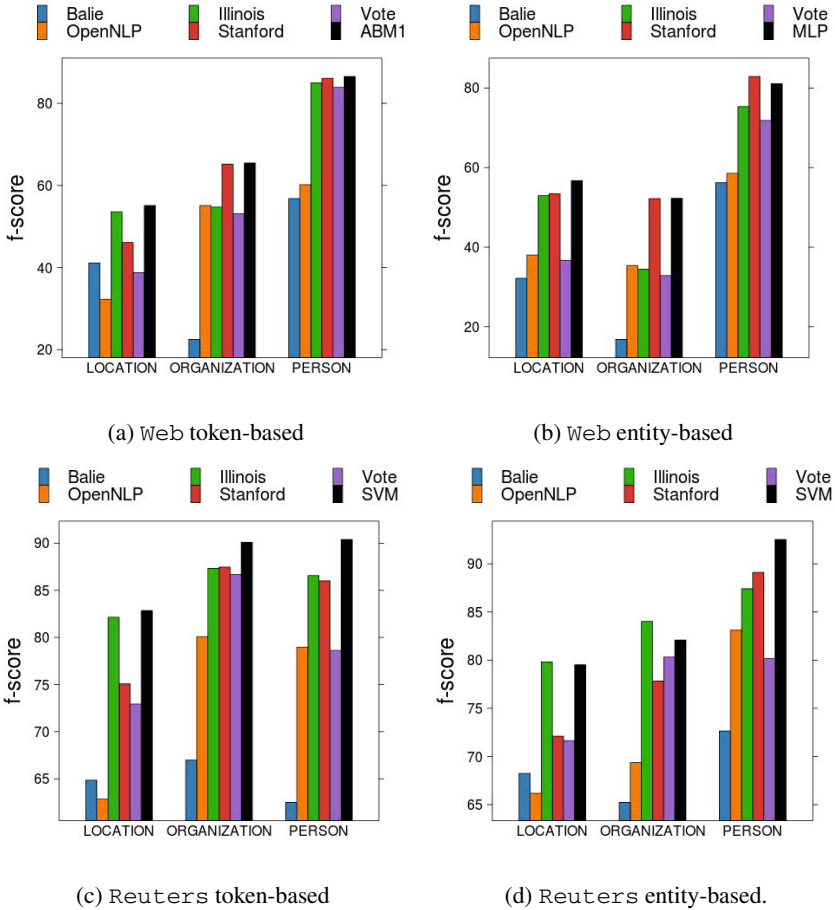 Balie Illinois Vote
OpenNLP Stanford ABM1
f-score
80
60
40
20
LOCATION ORGANIZATION PERSON
(a) Web token-based
Balie Illinois Vote
OpenNLP Stanford MLP
f-score
80
60
40
20
LOCATION ORGANIZATION PERSON
(b) Web entity-based
Balie Illinois Vote
OpenNLP Stanford SVM
f-score
90
85
80
75
70
65
LOCATION ORGANIZATION PERSON
(c) Reuters token-based
Balie Illinois Vote
OpenNLP Stanford SVM
f-score
90
85
80
75
70
65
LOCATION ORGANIZATION PERSON
(d) Reuters entity-based.